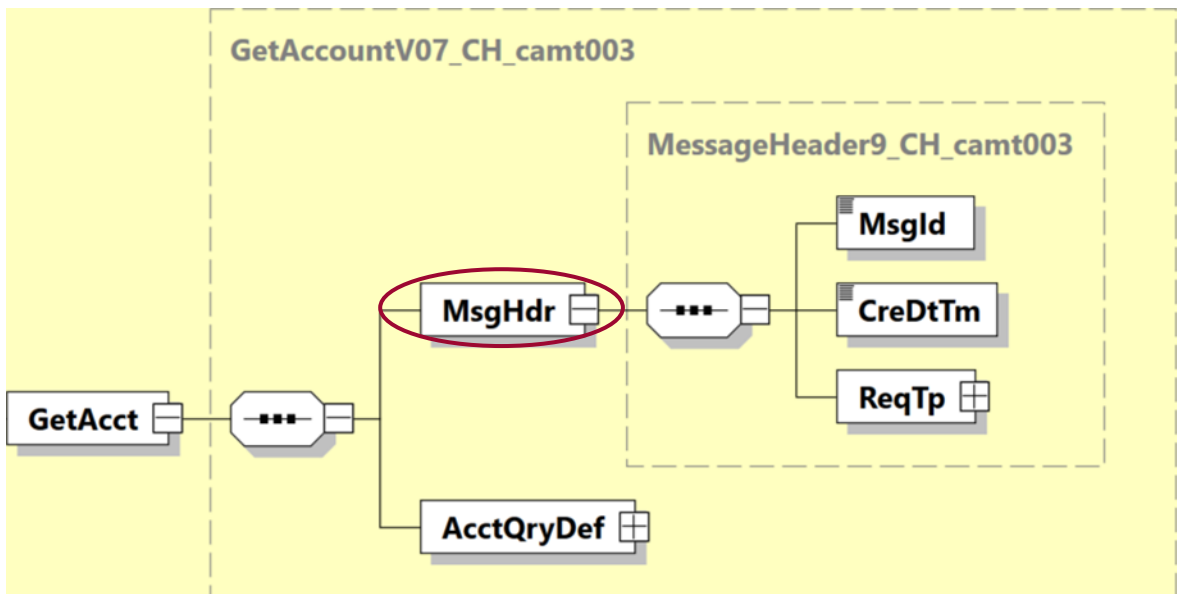 GetAccountV07_CH_camt003
MessageHeader9_CH_camt003
MsgId
MsgHdr
CreDtTm
ReqTp
GetAcct
AcctQryDef